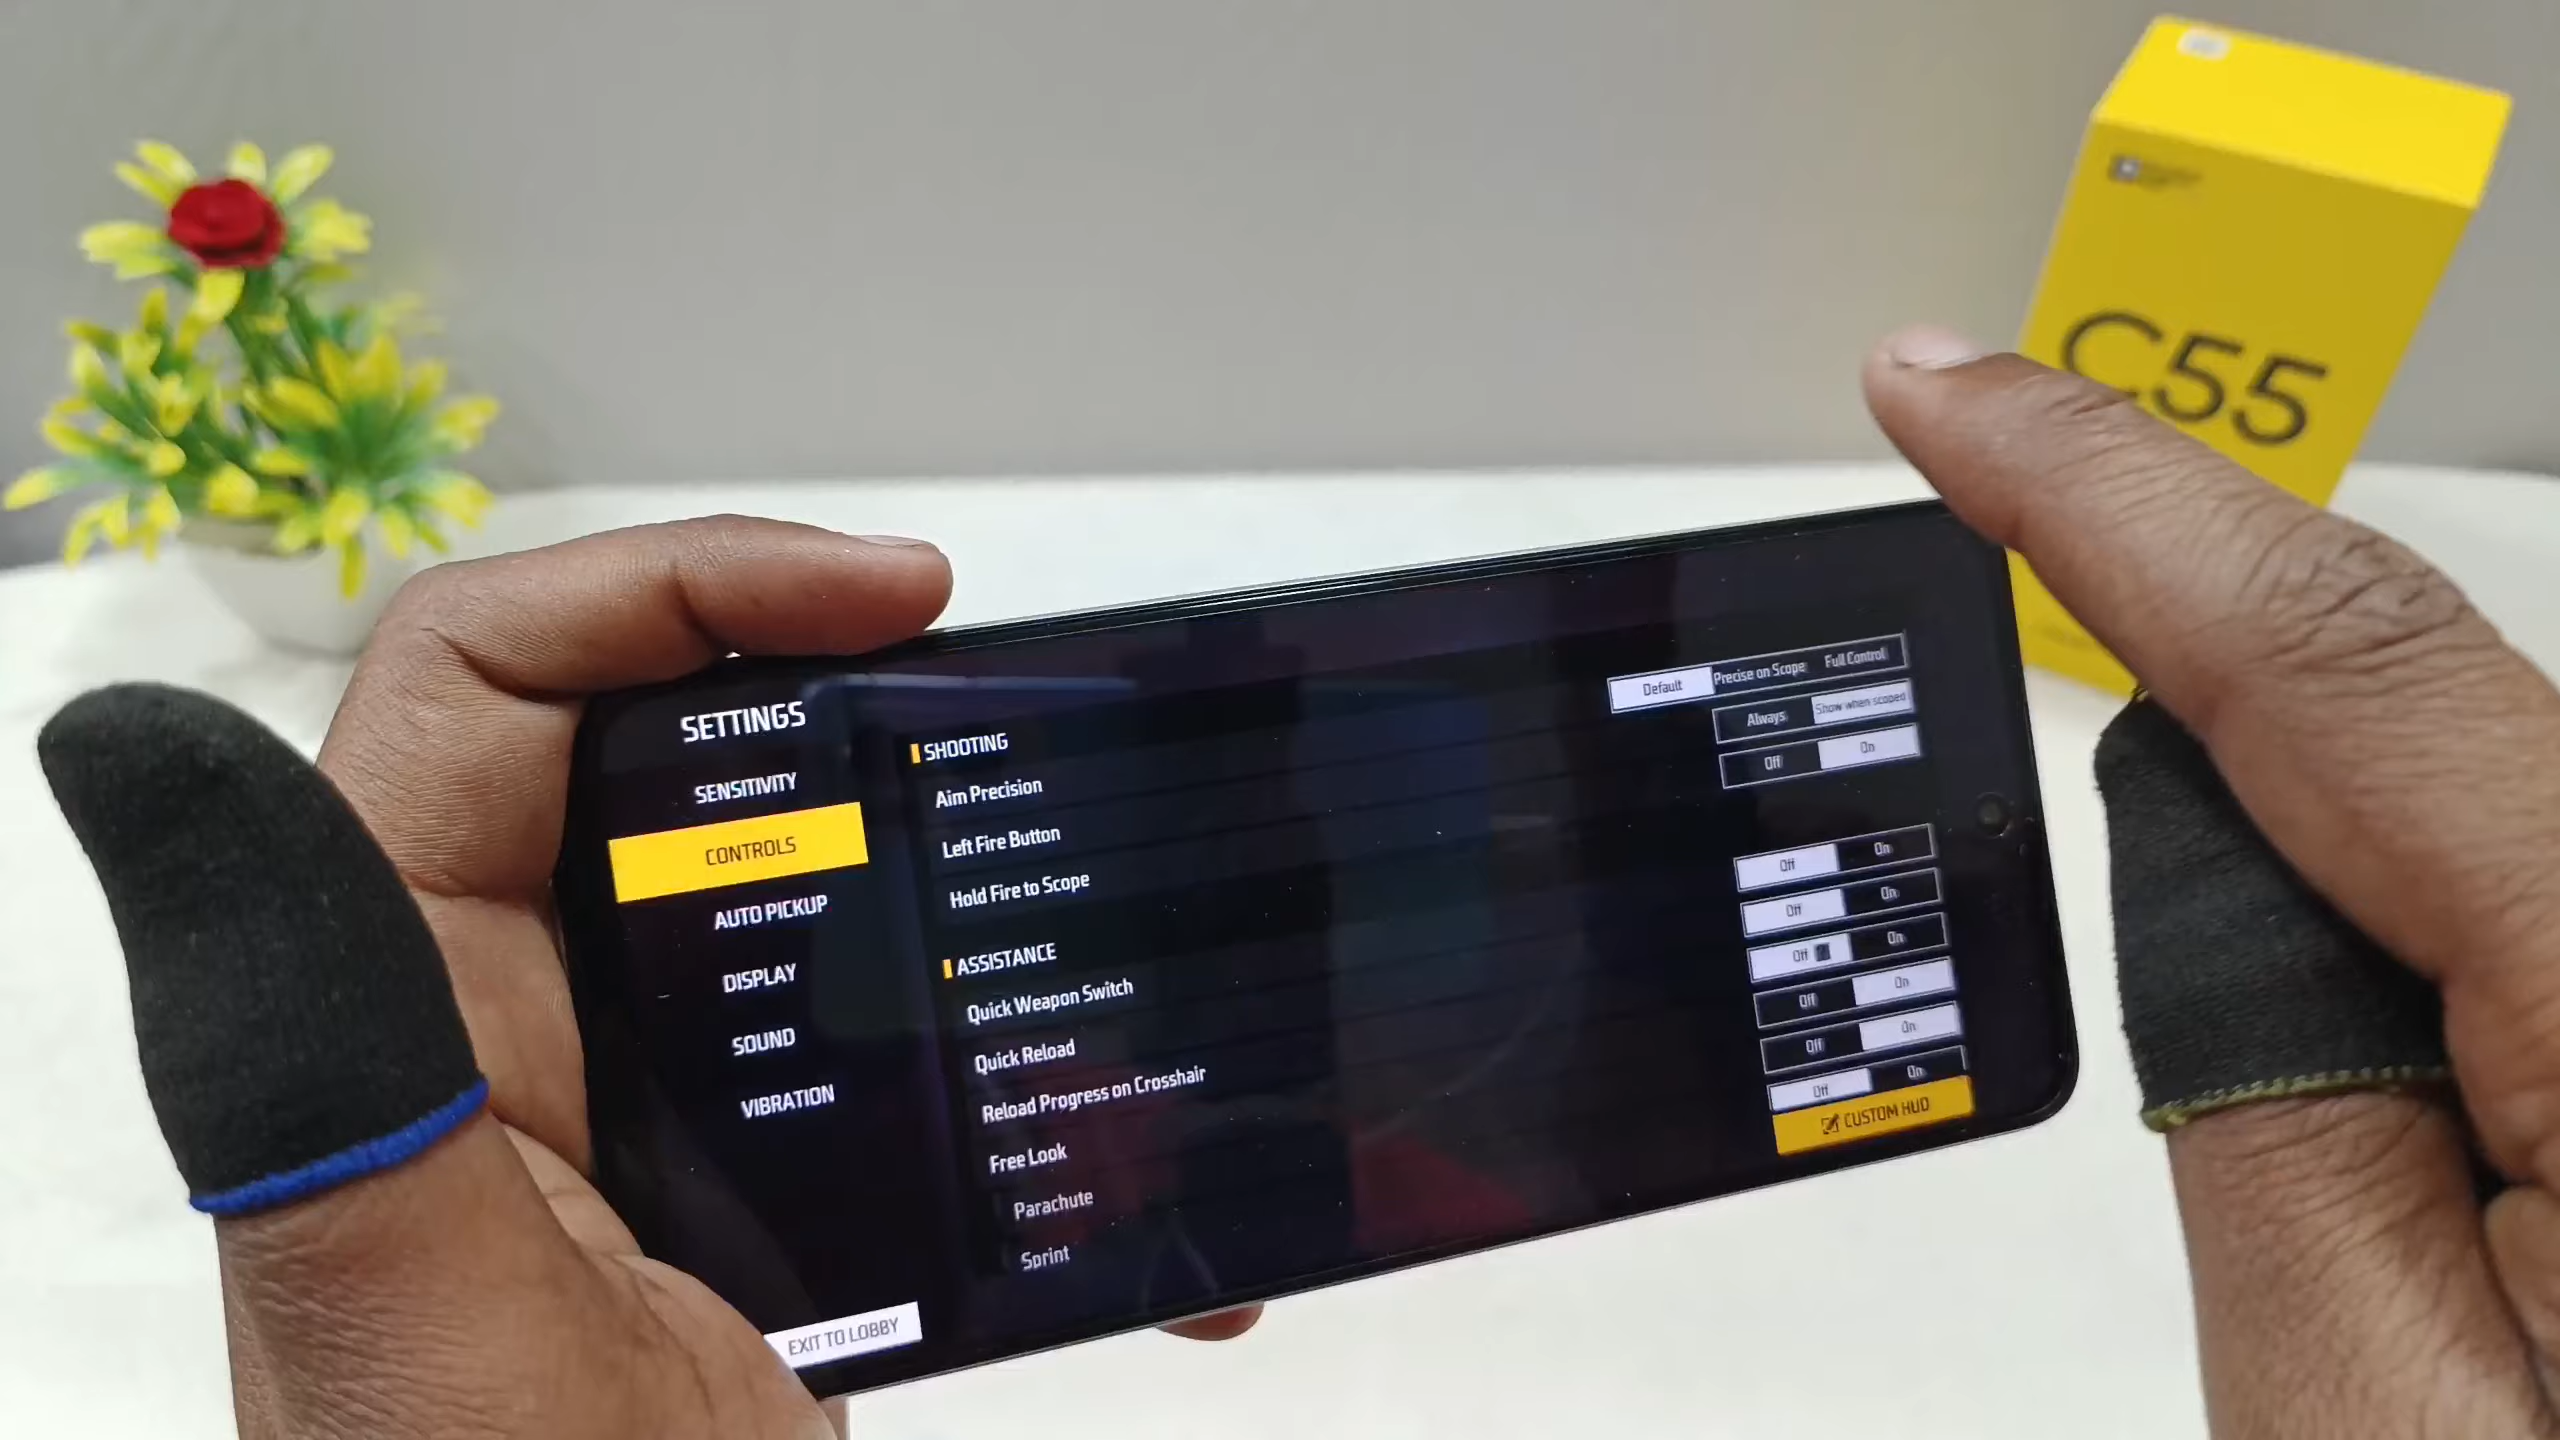 C55
SETTINGS
SENSITIVITY
CONTROLS
AUTO PICKUP
DISPLAY
SOUND
VIBRATION
EXIT TO LOBBY
SHOOTING
Aim Precision
Default Precise on Scope Full Control
Left Fire Button
Always Show when scoped
Hold Fire to Scope
Off On
ASSISTANCE
Quick Weapon Switch
Off On
Quick Reload
Off On
Reload Progress on Crosshair
Off On
Free Look
Off On
Parachute
Off On
Sprint
Off On
CUSTOM HUD